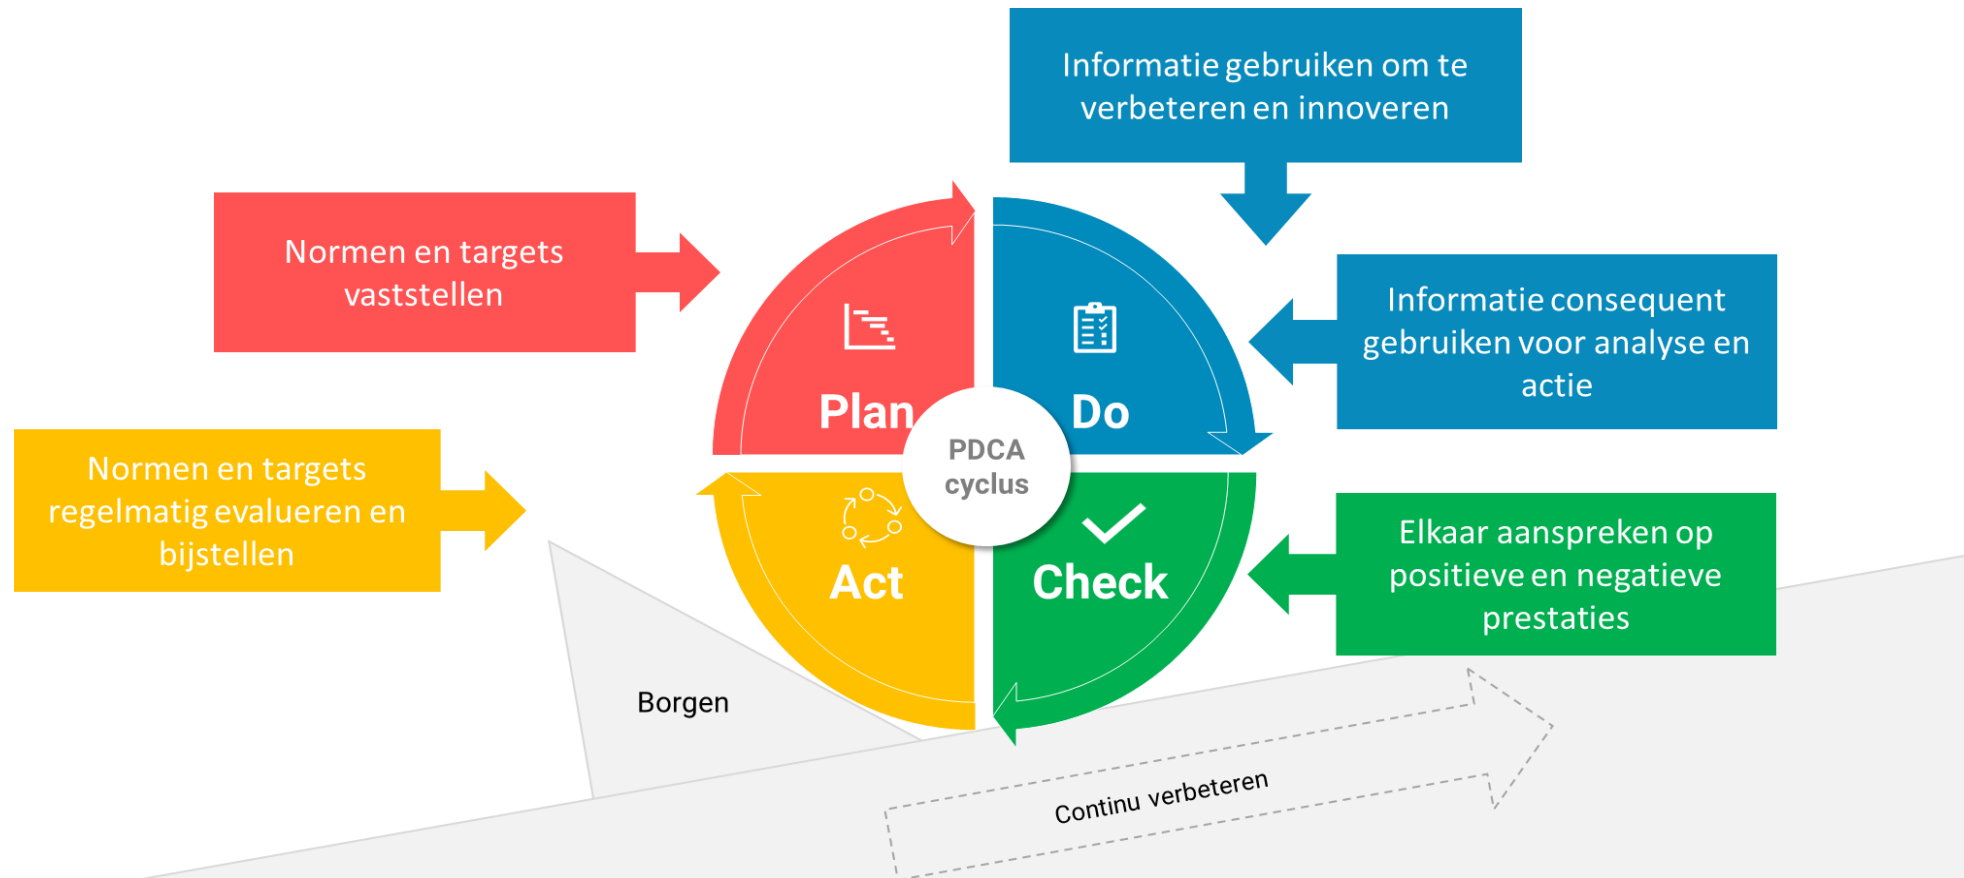 Informatie gebruiken om te
verbeteren en innoveren
Normen en targets
vaststellen
Informatie consequent
gebruiken voor analyse en
actie
Plan
Do
PDCA
cyclus
Normen en targets
regelmatig evalueren en
bijstellen
Elkaar aanspreken op
positieve en negatieve
prestaties
Act
Check
Borgen
Continu verbeteren